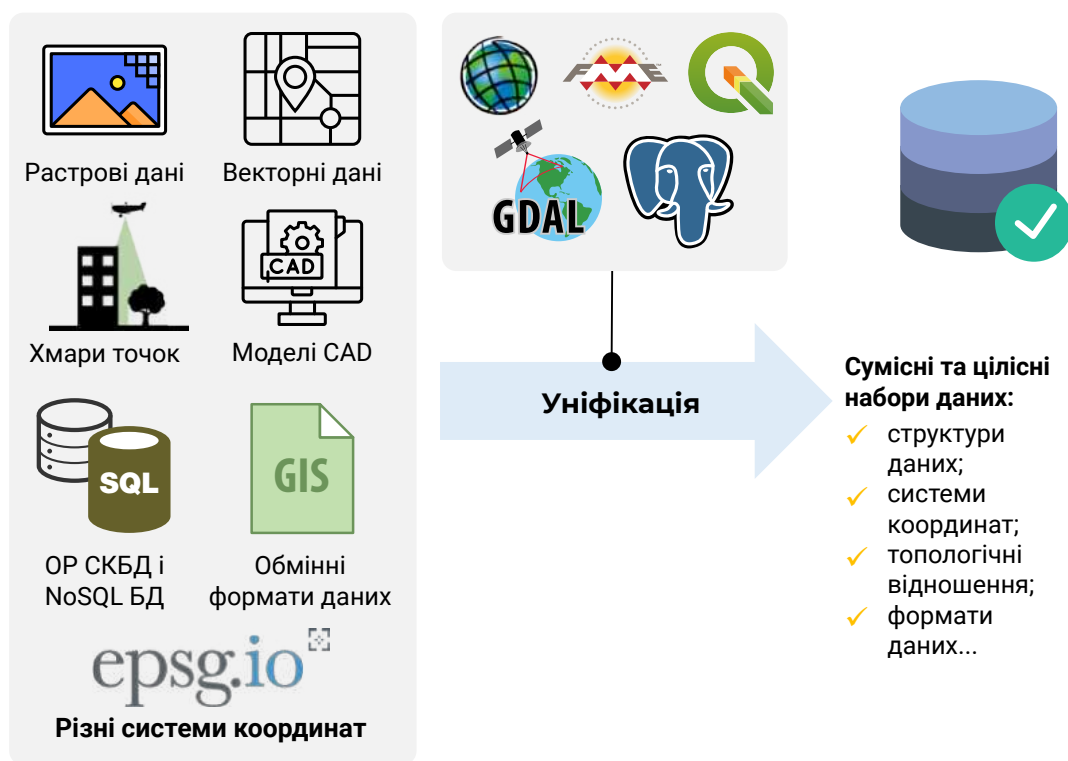 Растрові дані
Векторні дані
CAD
Хмари точок
Моделі CAD
SQL
GIS
ОР СКБД і
NoSQL БД
Обмінні
формати даних
epsg.io
Різні системи координат
FME
GDAL
Уніфікація
Сумісні та цілісні
набори даних:
структури
даних;
системи
координат;
топологічні
відношення;
формати
даних...